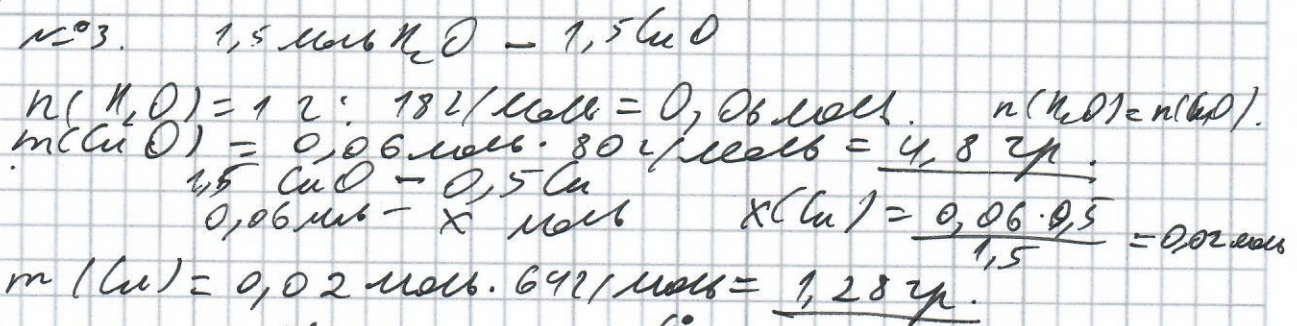 №3. 1,5 моль H₂O – 1,5 CuO
n(H₂O) = 1 г : 18 г/моль = 0,06 моль. n(H₂O) = n(CuO).
m(CuO) = 0,06 моль · 80 г/моль = 4,8 гр.
1,5 CuO – 0,5 Cu
0,06 мль – x моль x(Cu) = 0,06 · 0,5 / 1,5 = 0,02 моль
m (Cu) = 0,02 моль · 64 г/моль = 1,28 гр.